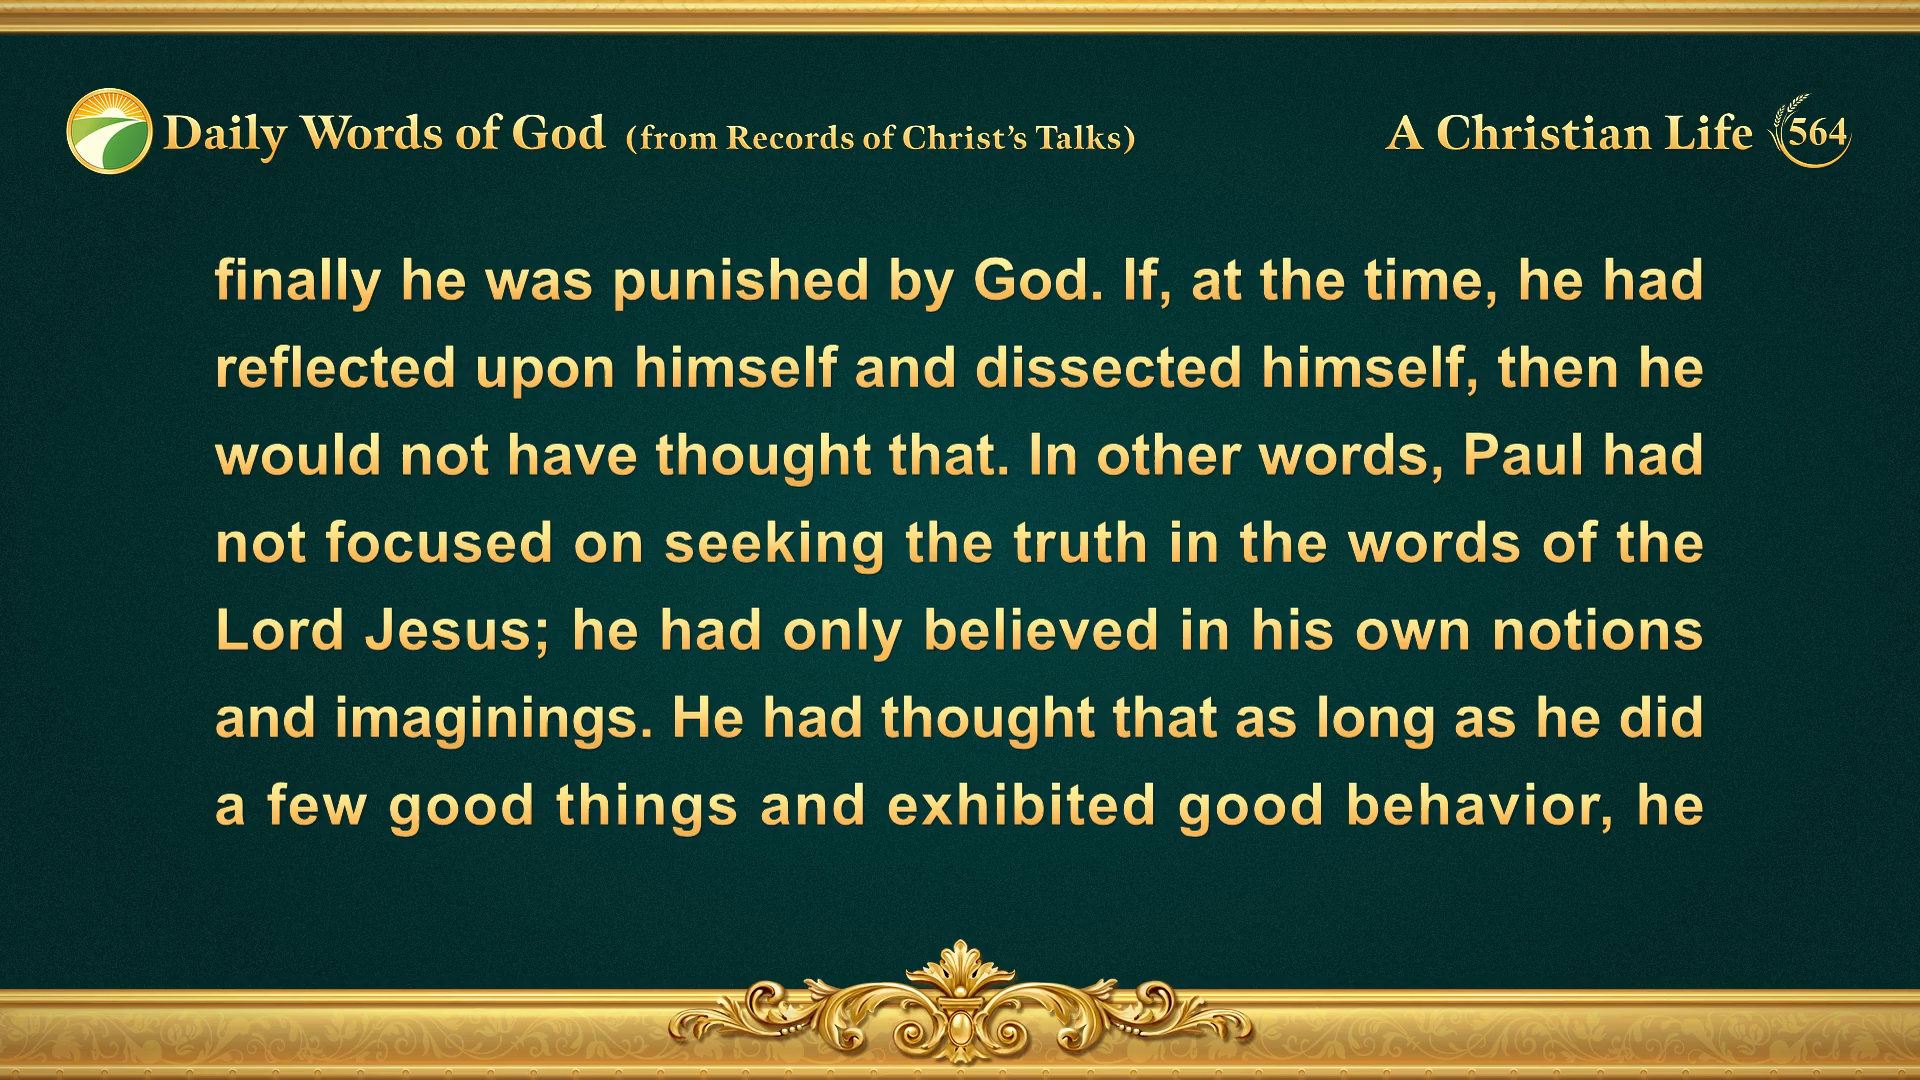 Daily Words of God (from Records of Christ’s Talks)
A Christian Life 564
finally he was punished by God. If, at the time, he had
reflected upon himself and dissected himself, then he
would not have thought that. In other words, Paul had
not focused on seeking the truth in the words of the
Lord Jesus; he had only believed in his own notions
and imaginings. He had thought that as long as he did
a few good things and exhibited good behavior, he